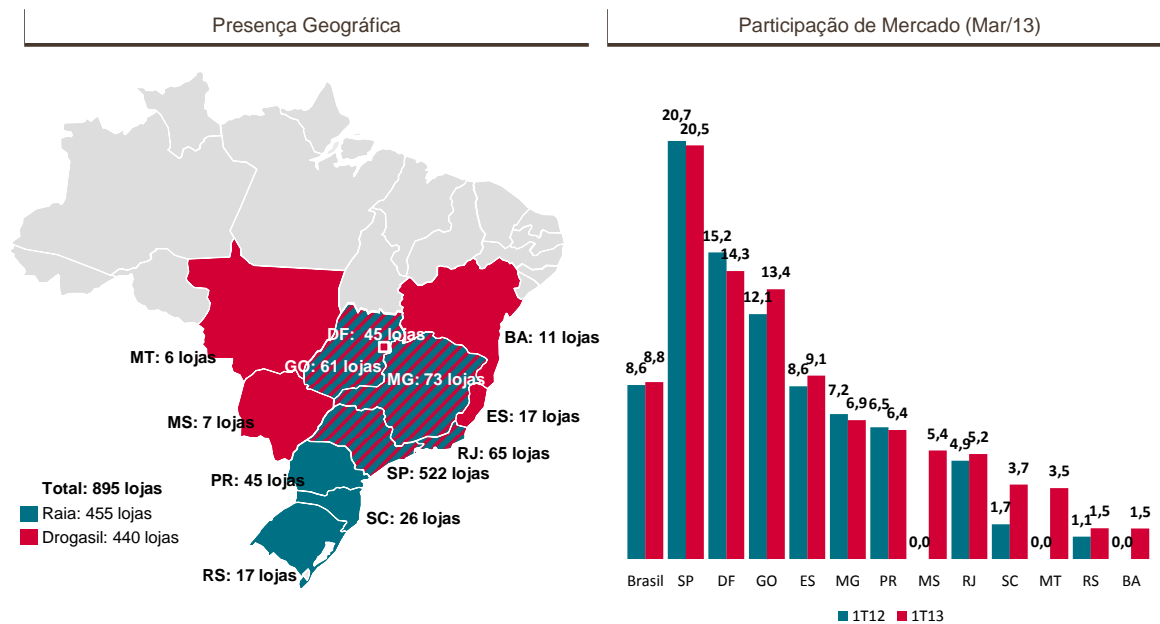 Presença Geográfica
DF: 45 lojas
MT: 6 lojas
GO: 61 lojas
BA: 11 lojas
MG: 73 lojas
MS: 7 lojas
ES: 17 lojas
RJ: 65 lojas
PR: 45 lojas
SP: 522 lojas
Total: 895 lojas
Raia: 455 lojas
SC: 26 lojas
Drogasil: 440 lojas
RS: 17 lojas
Participação de Mercado (Mar/13)
8,6 8,8
20,7 20,5
15,2 14,3
12,1 13,4
8,6 9,1
7,2 6,9
6,5 6,4
0,0 5,4
4,9 5,2
1,7 3,7
0,0 3,5
1,1 1,5
0,0 1,5
Brasil SP DF GO ES MG PR MS RJ SC MT RS BA
1T12 1T13